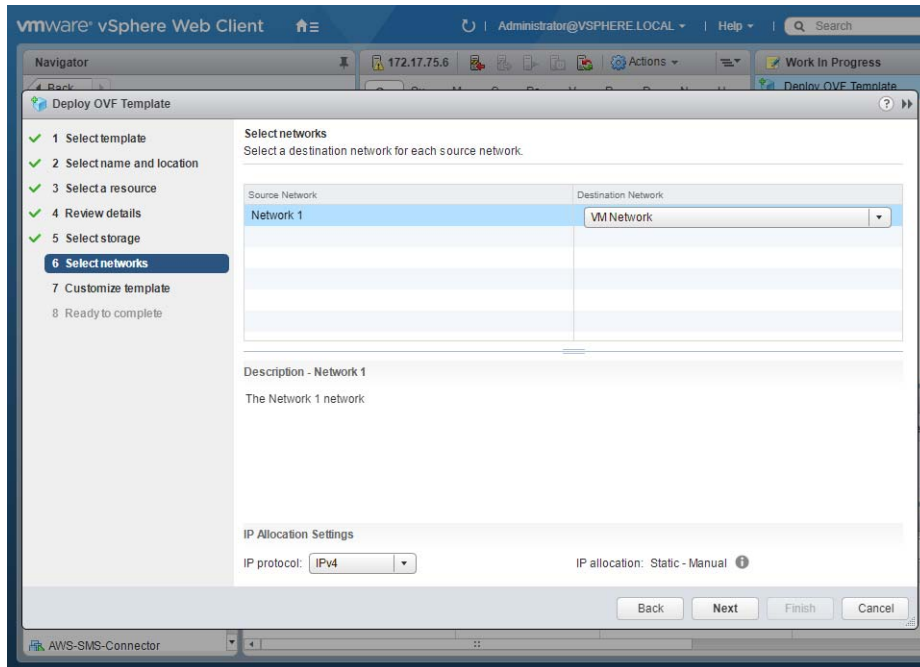 vmware® vSphere Web Client
Administrator@VSPHERE.LOCAL
Help
Search
Navigator
172.17.75.6
Actions
Work In Progress
Back
Deploy OVF Template
Deploy OVF Template
1 Select template
2 Select name and location
3 Select a resource
4 Review details
5 Select storage
6 Select networks
7 Customize template
8 Ready to complete
Select networks
Select a destination network for each source network.
Source Network
Destination Network
Network 1
VM Network
Description - Network 1
The Network 1 network
IP Allocation Settings
IP protocol: IPv4
IP allocation: Static - Manual
Back
Next
Finish
Cancel
AWS-SMS-Connector